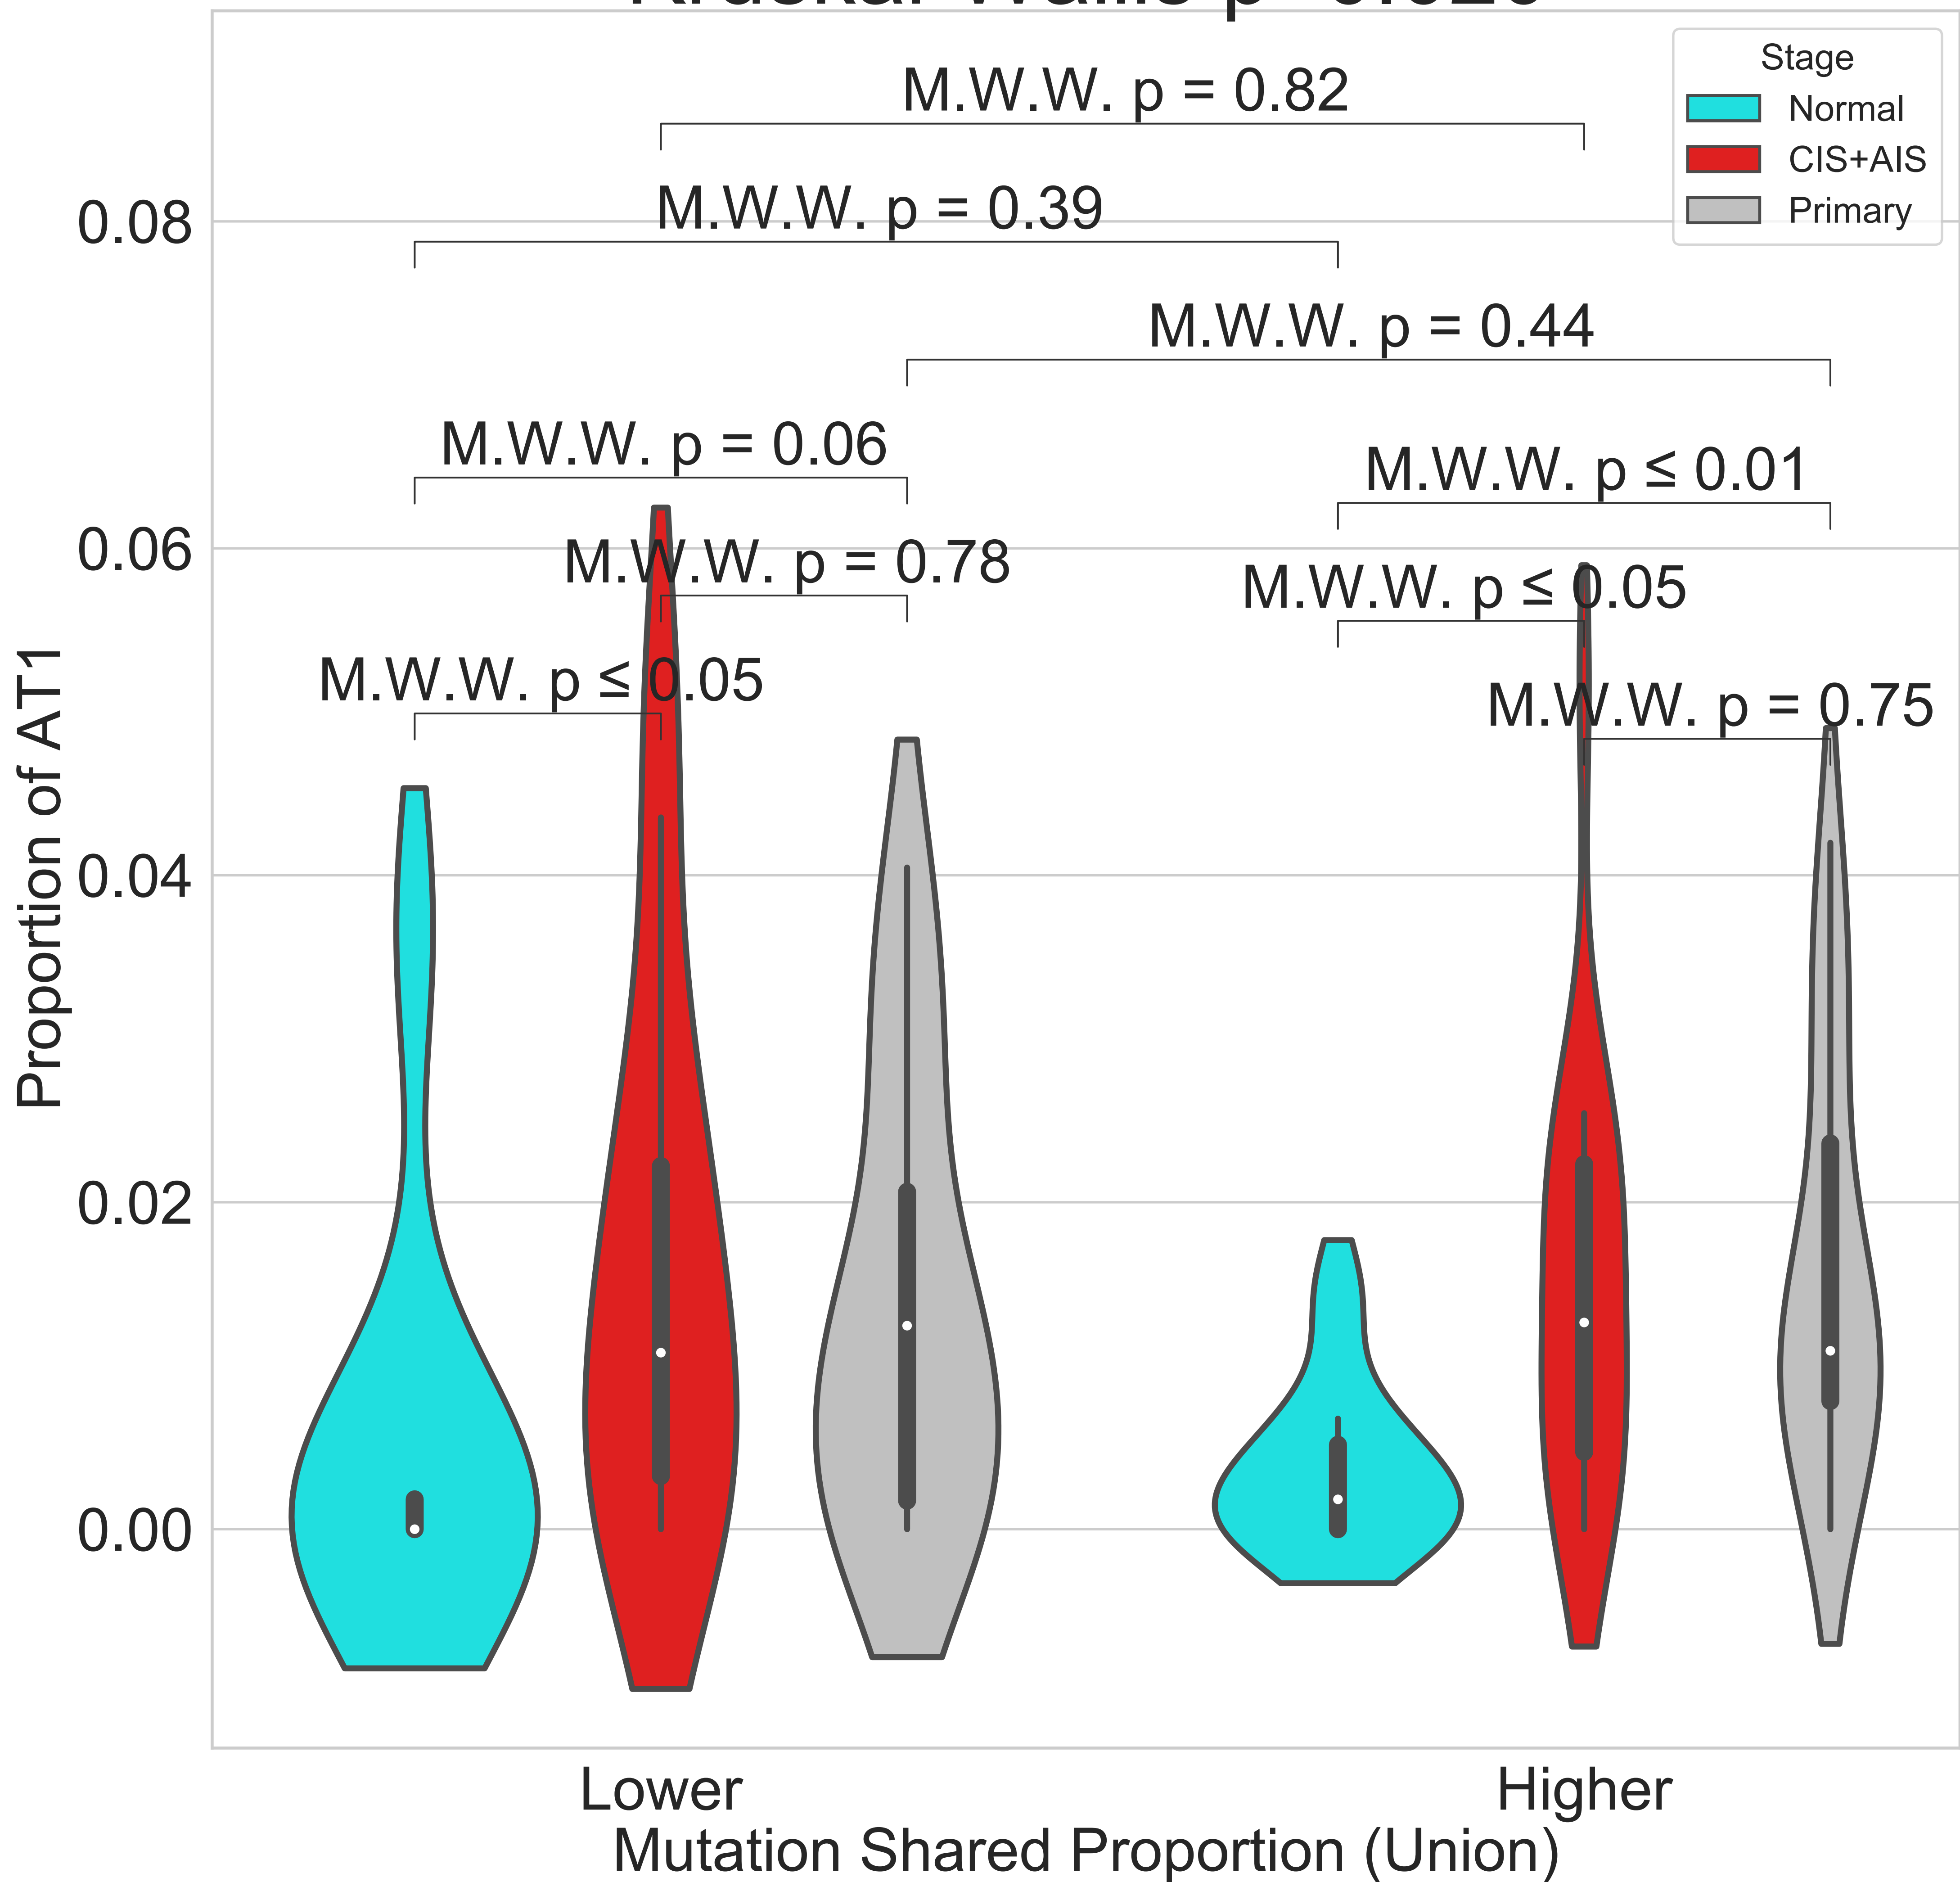 M.W.W. p = 0.82
M.W.W. p = 0.39
M.W.W. p = 0.44
M.W.W. p = 0.06
M.W.W. p ≤ 0.01
M.W.W. p = 0.78
M.W.W. p ≤ 0.05
M.W.W. p ≤ 0.05
M.W.W. p = 0.75
Stage
Normal
CIS+AIS
Primary
Proportion of AT1
0.08
0.06
0.04
0.02
0.00
Lower
Higher
Mutation Shared Proportion (Union)